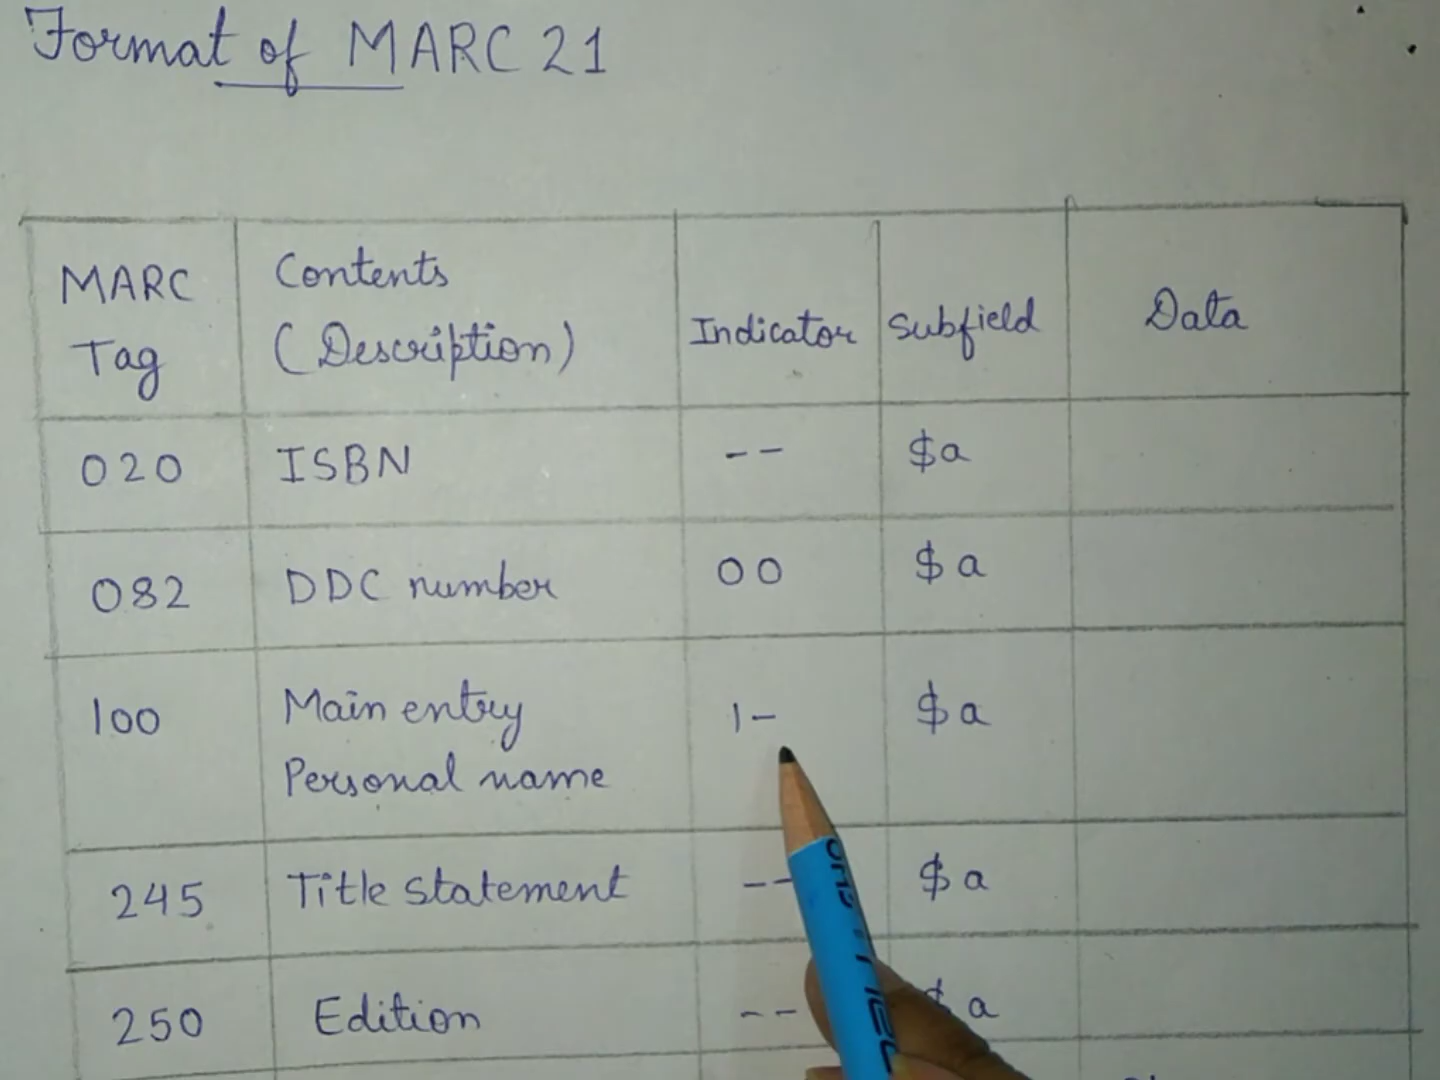 Format of MARC 21
MARC Tag Contents (Description) Indicator Subfield Data
020 ISBN -- $a
082 DDC number 00 $a
100 Main entry Personal name 1- $a
245 Title statement -- $a
250 Edition -- $a